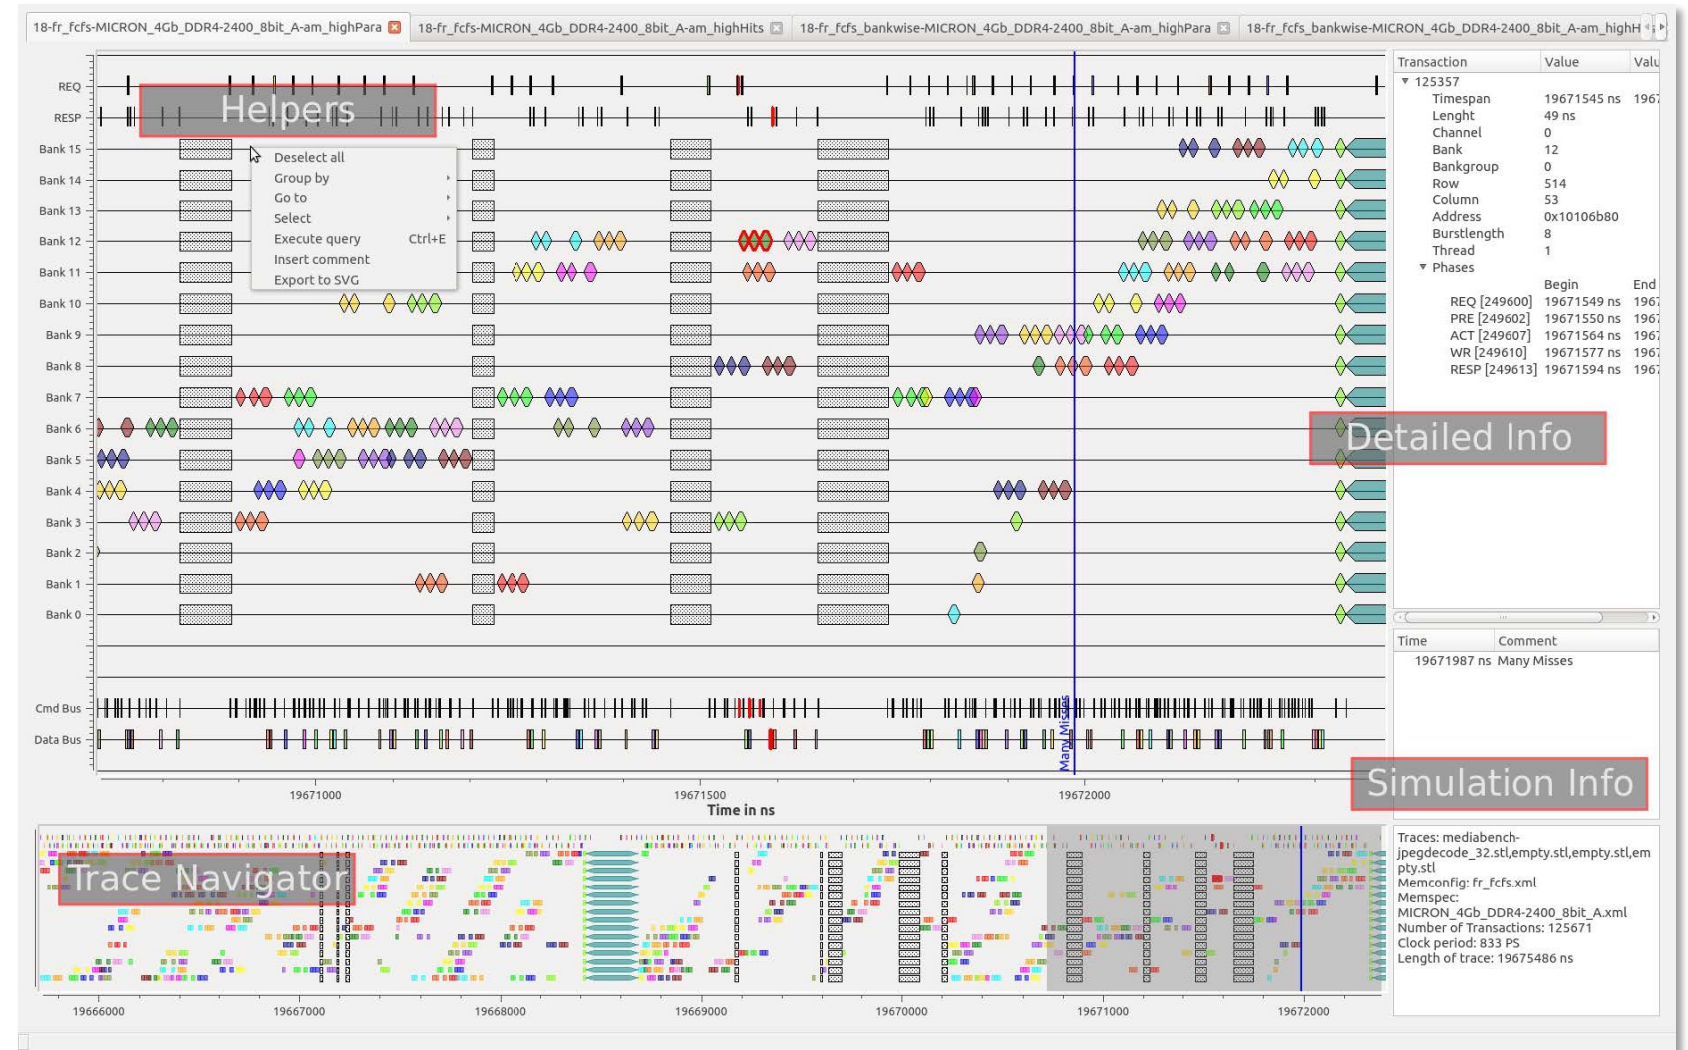 18-fr_fcfs-MICRON_4Gb_DDR4-2400_8bit_A-am_highPara
18-fr_fcfs-MICRON_4Gb_DDR4-2400_8bit_A-am_highHits
18-fr_fcfs_bankwise-MICRON_4Gb_DDR4-2400_8bit_A-am_highPara
18-fr_fcfs_bankwise-MICRON_4Gb_DDR4-2400_8bit_A-am_highH
REQ
RESP
Helpers
Bank 15
Bank 14
Bank 13
Bank 12
Bank 11
Bank 10
Bank 9
Bank 8
Bank 7
Bank 6
Bank 5
Bank 4
Bank 3
Bank 2
Bank 1
Bank 0
Cmd Bus
Data Bus
Deselect all
Group by
Go to
Select
Execute query Ctrl+E
Insert comment
Export to SVG
Many Misses
19671000 19671500 19672000
Time in ns
Trace Navigator
19666000 19667000 19668000 19669000 19670000 19671000 19672000
Transaction Value Valu
125357
Timespan 19671545 ns 1967
Lenght 49 ns
Channel 0
Bank 12
Bankgroup 0
Row 514
Column 53
Address 0x10106b80
Burstlength 8
Thread 1
Phases
Begin End
REQ [249600] 19671549 ns 1967
PRE [249602] 19671550 ns 1967
ACT [249607] 19671564 ns 1967
WR [249610] 19671577 ns 1967
RESP [249613] 19671594 ns 1967
Detailed Info
Time Comment
19671987 ns Many Misses
Simulation Info
Traces: mediabench-
jpegdecode_32.stl,empty.stl,empty.stl,em
pty.stl
Memconfig: fr_fcfs.xml
Memspec:
MICRON_4Gb_DDR4-2400_8bit_A.xml
Number of Transactions: 125671
Clock period: 833 PS
Length of trace: 19675486 ns